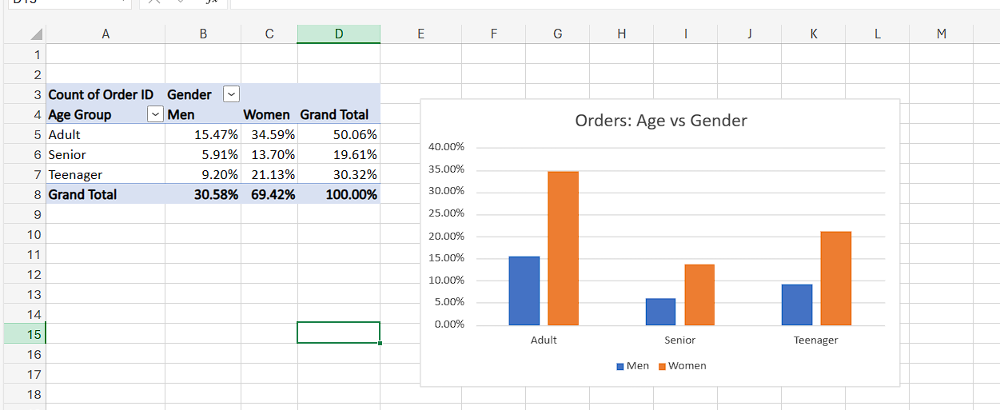 A B C D E F G H I J K L M
1
2
3 Count of Order ID Gender
4 Age Group Men Women Grand Total
5 Adult 15.47% 34.59% 50.06%
6 Senior 5.91% 13.70% 19.61%
7 Teenager 9.20% 21.13% 30.32%
8 Grand Total 30.58% 69.42% 100.00%
9
10
11
12
13
14
15
16
17
18
Orders: Age vs Gender
40.00%
35.00%
30.00%
25.00%
20.00%
15.00%
10.00%
5.00%
0.00%
Adult Senior Teenager
Men Women